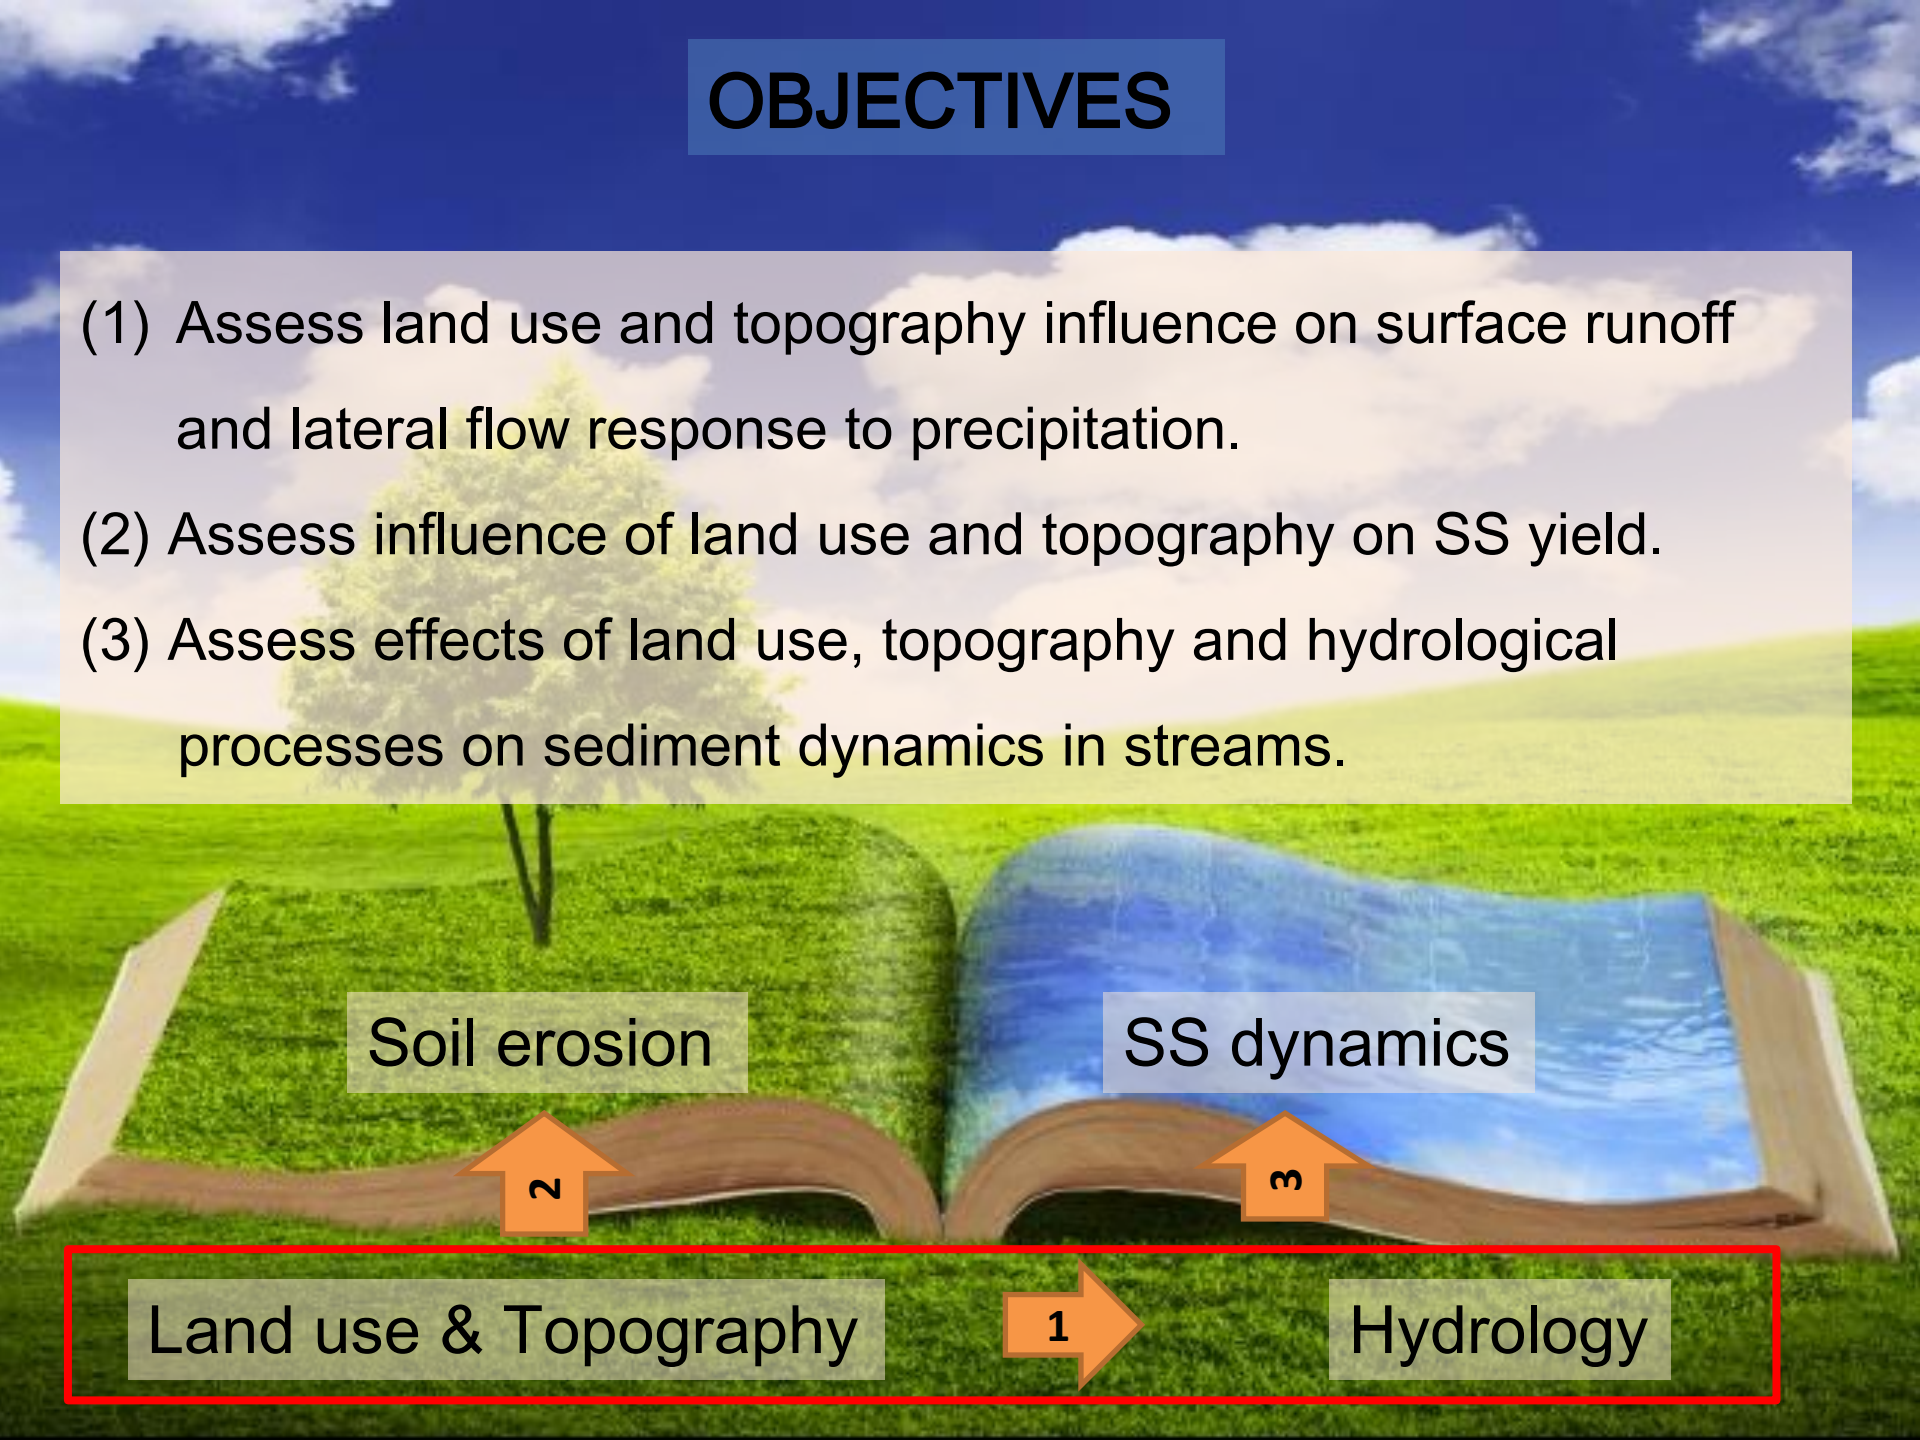 OBJECTIVES
(1) Assess land use and topography influence on surface runoff
and lateral flow response to precipitation.
(2) Assess influence of land use and topography on SS yield.
(3) Assess effects of land use, topography and hydrological
processes on sediment dynamics in streams.
Soil erosion
SS dynamics
2
3
Land use & Topography
1
Hydrology